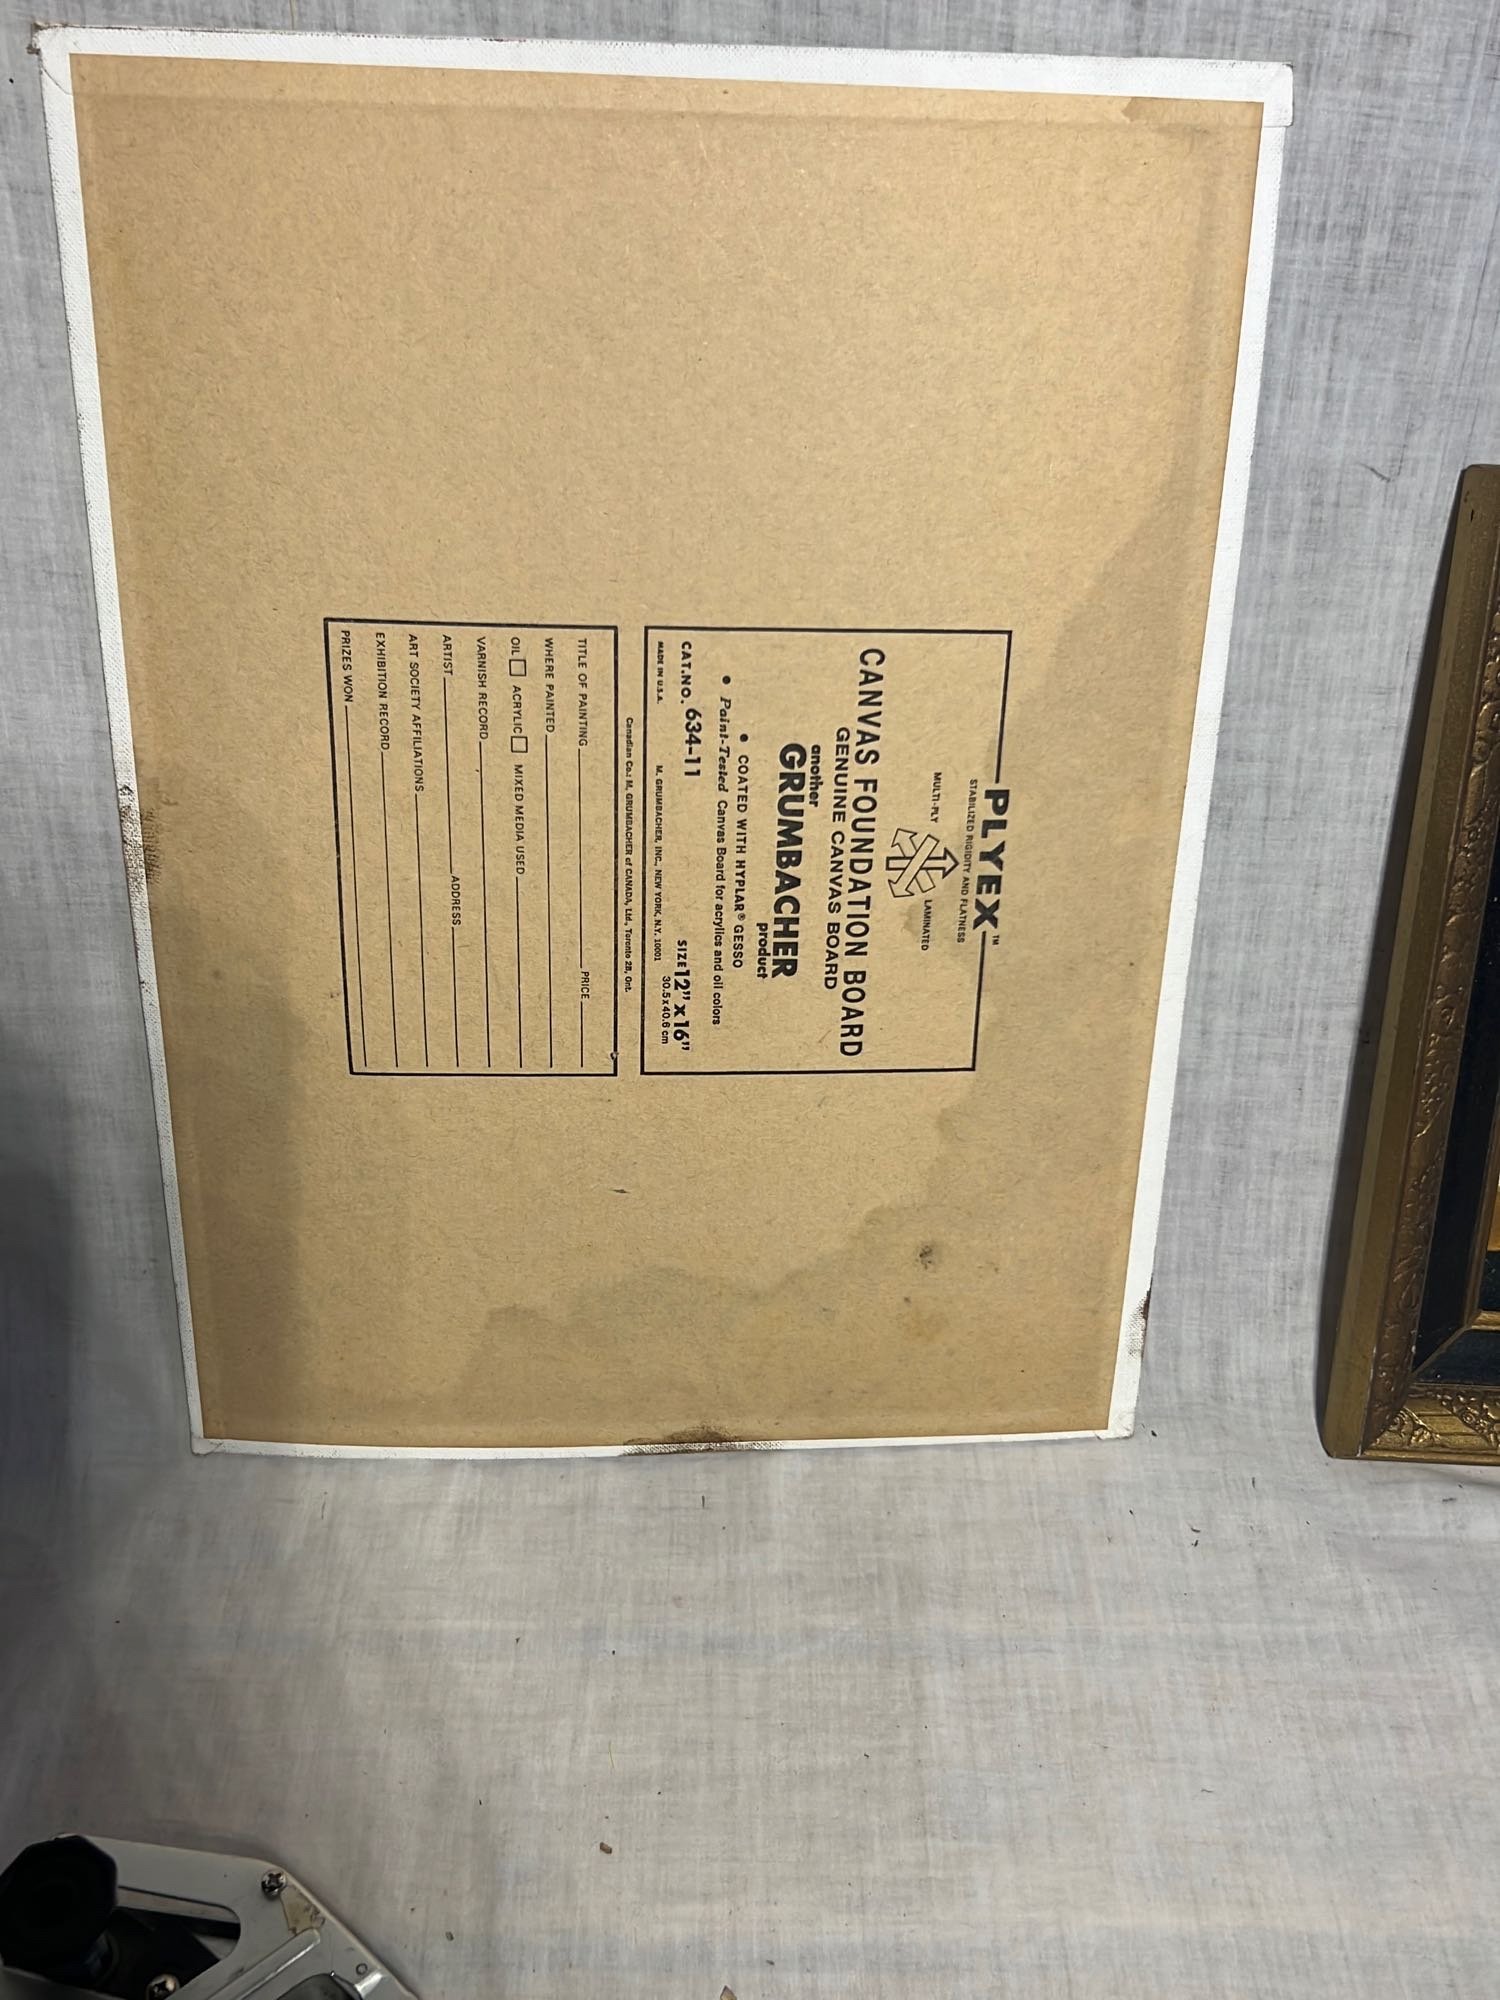 PLYEX™
STABILIZED RIGIDITY AND FLATNESS
MULTI-PLY LAMINATED
CANVAS FOUNDATION BOARD
GENUINE CANVAS BOARD
another
GRUMBACHER
product
• COATED WITH HYPLAR® GESSO
• Paint-Tested Canvas Board for acrylics and oil colors
CAT.NO. 634-11 SIZE 12" x 16"
30.5 x 40.6 cm
MADE IN U.S.A. M. GRUMBACHER, INC., NEW YORK, N.Y. 10001
Canadian Co.: M. GRUMBACHER of CANADA, Ltd., Toronto 2B, Ont.
TITLE OF PAINTING PRICE
WHERE PAINTED
OIL ACRYLIC MIXED MEDIA USED
VARNISH RECORD
ARTIST ADDRESS
ART SOCIETY AFFILIATIONS
EXHIBITION RECORD
PRIZES WON